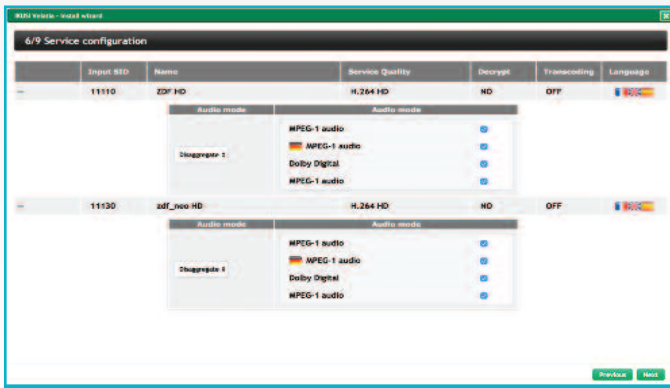 IKUSI Velatia - Install wizard
6/9 Service configuration
Input SID Name Service Quality Decrypt Transcoding Language
11110 ZDF HD H.264 HD NO OFF
Audio mode Audio mode
MPEG-1 audio
MPEG-1 audio
Disaggregate
Dolby Digital
MPEG-1 audio
11130 zdf_neo HD H.264 HD NO OFF
Audio mode Audio mode
MPEG-1 audio
MPEG-1 audio
Disaggregate
Dolby Digital
MPEG-1 audio
Previous Next